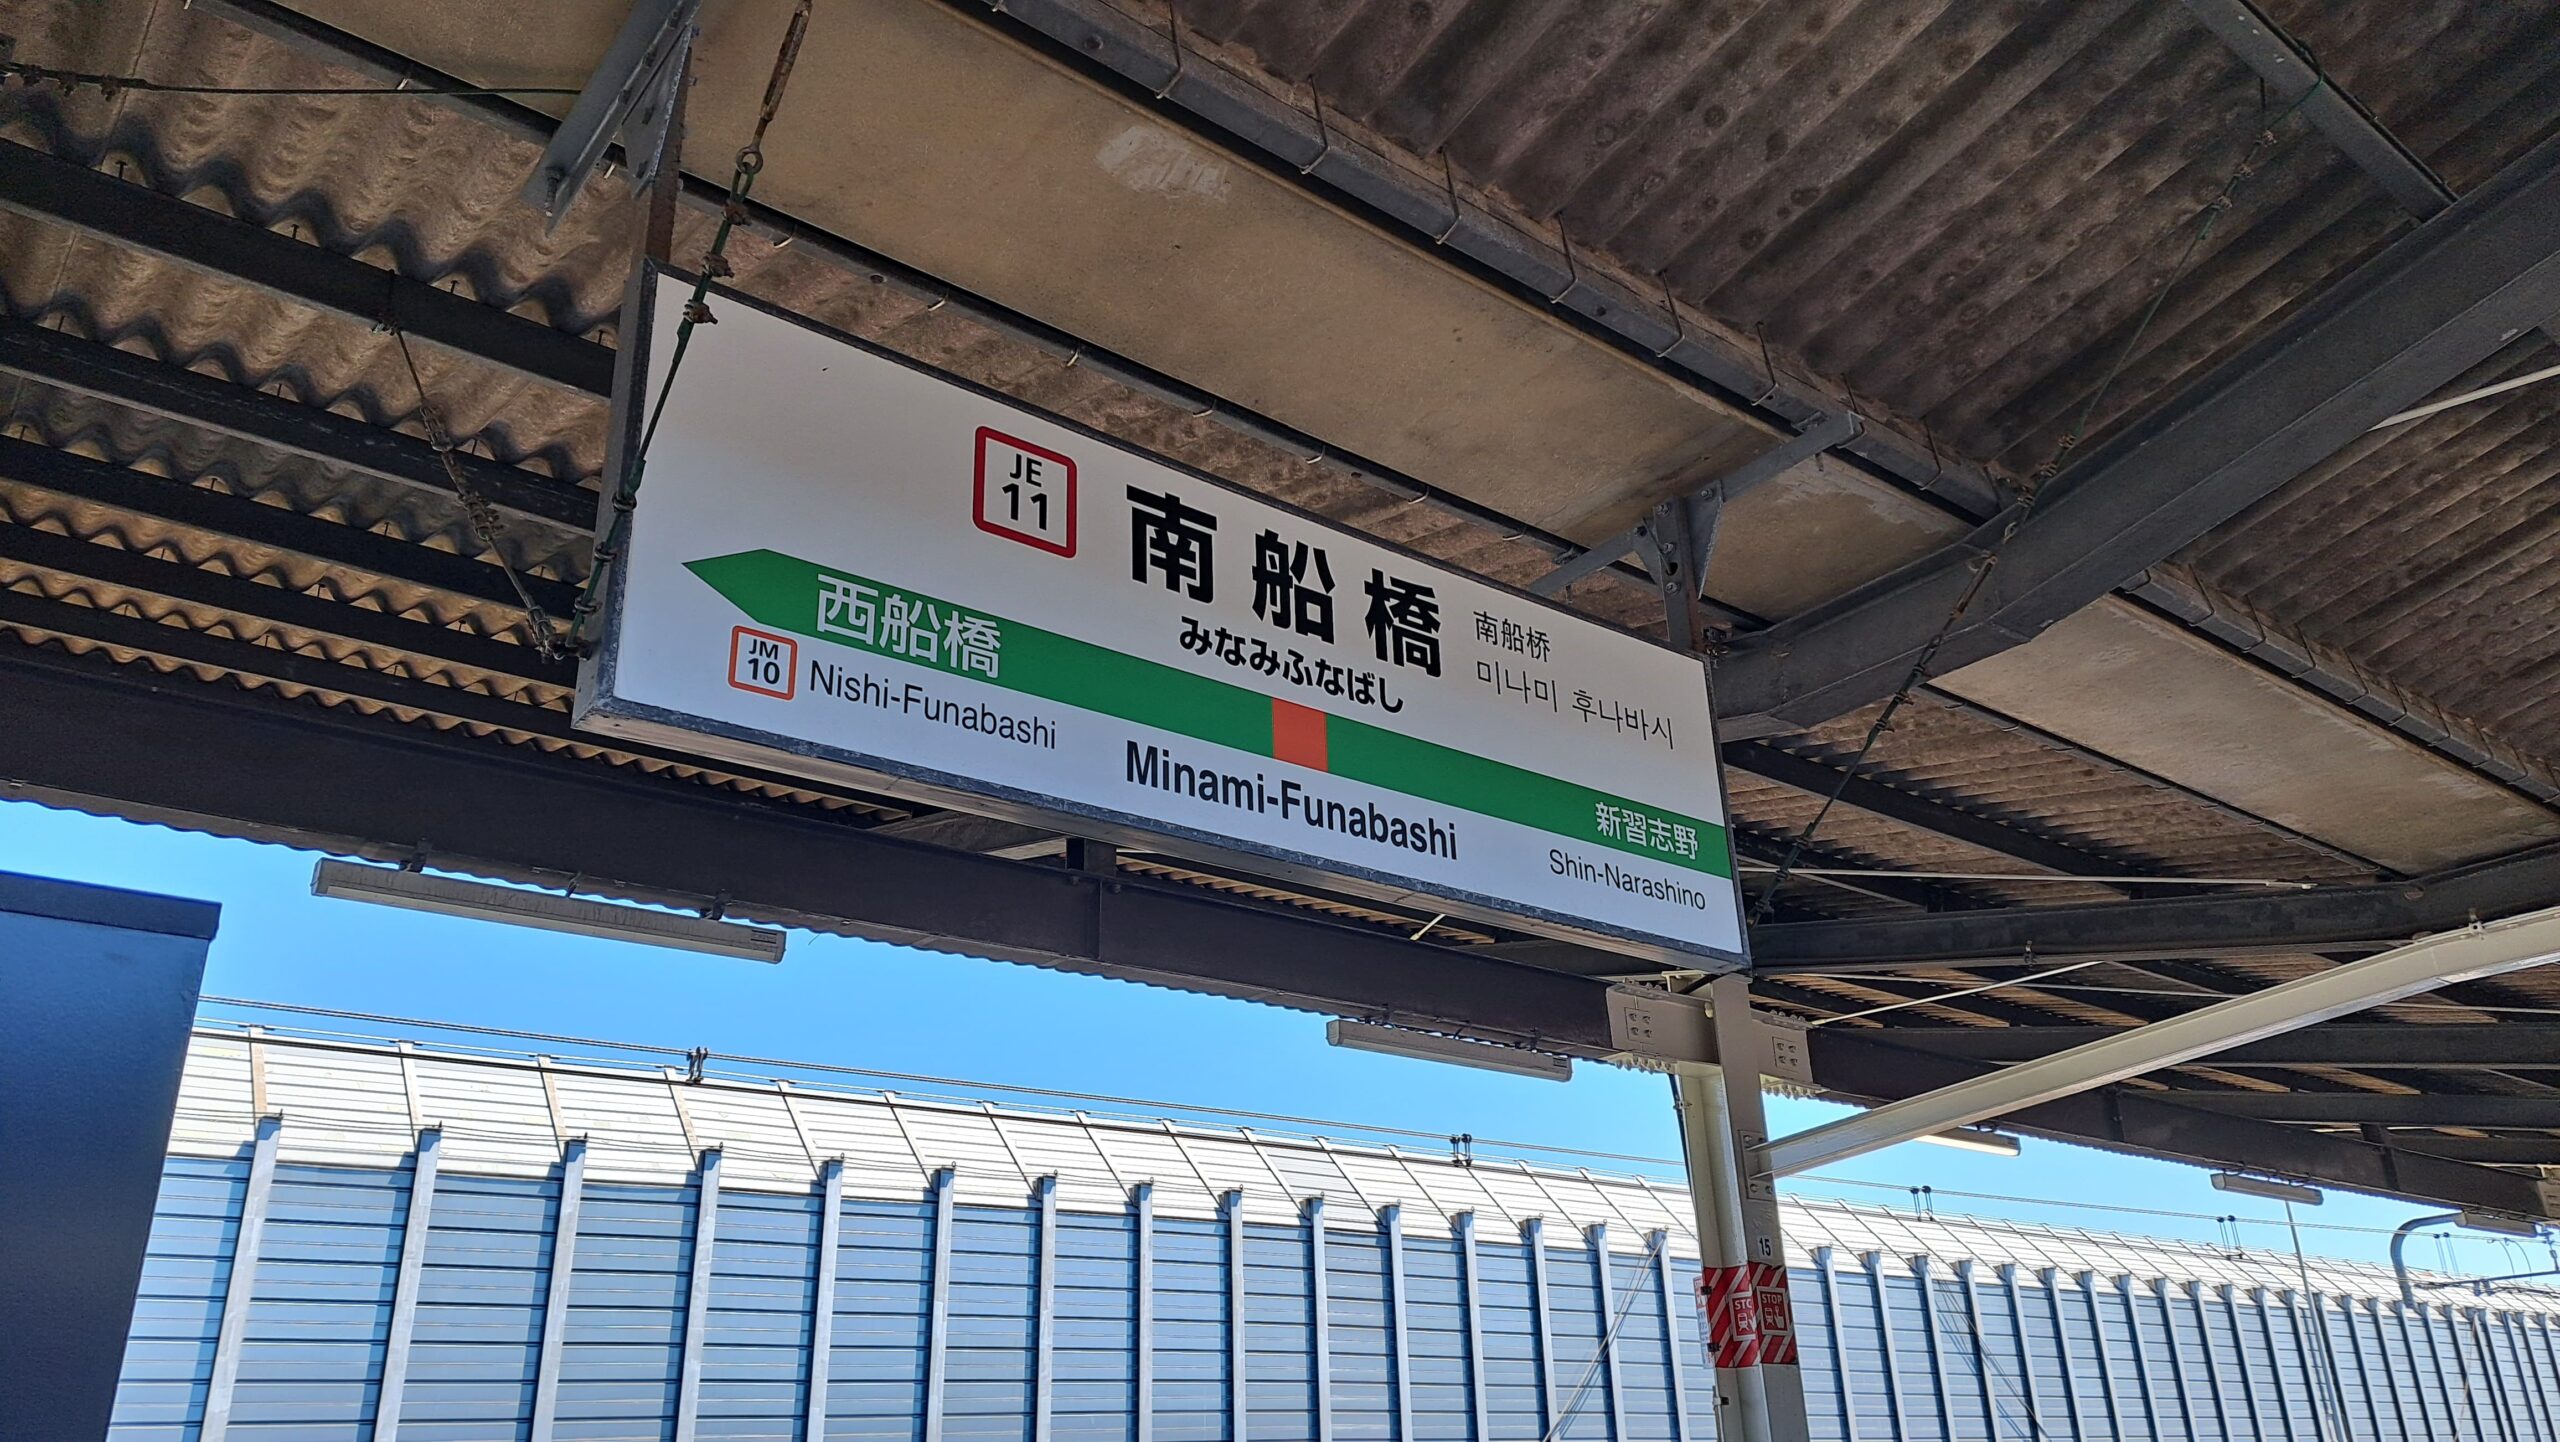 JE
11
南船橋
みなみふなばし
南船桥
미나미 후나바시
西船橋
JM
10
Nishi-Funabashi
Minami-Funabashi
新習志野
Shin-Narashino
15
STOP